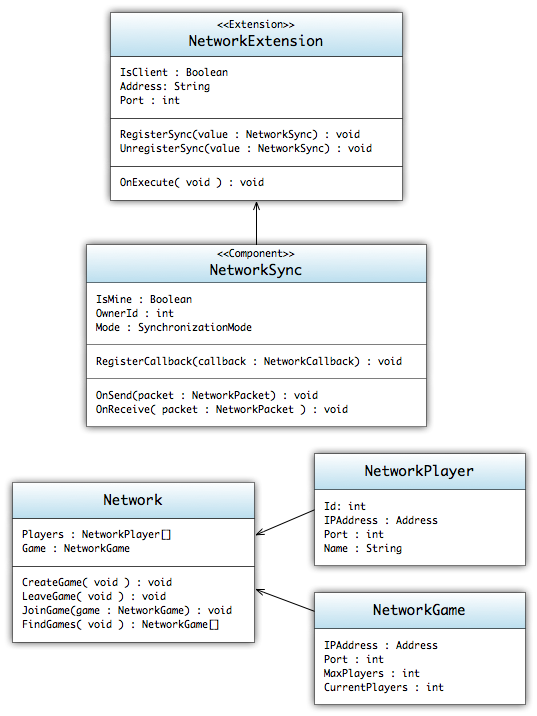 <<Extension>>
NetworkExtension
IsClient : Boolean
Address: String
Port : int
RegisterSync(value : NetworkSync) : void
UnregisterSync(value : NetworkSync) : void
OnExecute( void ) : void
<<Component>>
NetworkSync
IsMine : Boolean
OwnerId : int
Mode : SynchronizationMode
RegisterCallback(callback : NetworkCallback) : void
OnSend(packet : NetworkPacket) : void
OnReceive( packet : NetworkPacket ) : void
Network
Players : NetworkPlayer[]
Game : NetworkGame
CreateGame( void ) : void
LeaveGame( void ) : void
JoinGame(game : NetworkGame) : void
FindGames( void ) : NetworkGame[]
NetworkPlayer
Id: int
IPAddress : Address
Port : int
Name : String
NetworkGame
IPAddress : Address
Port : int
MaxPlayers : int
CurrentPlayers : int